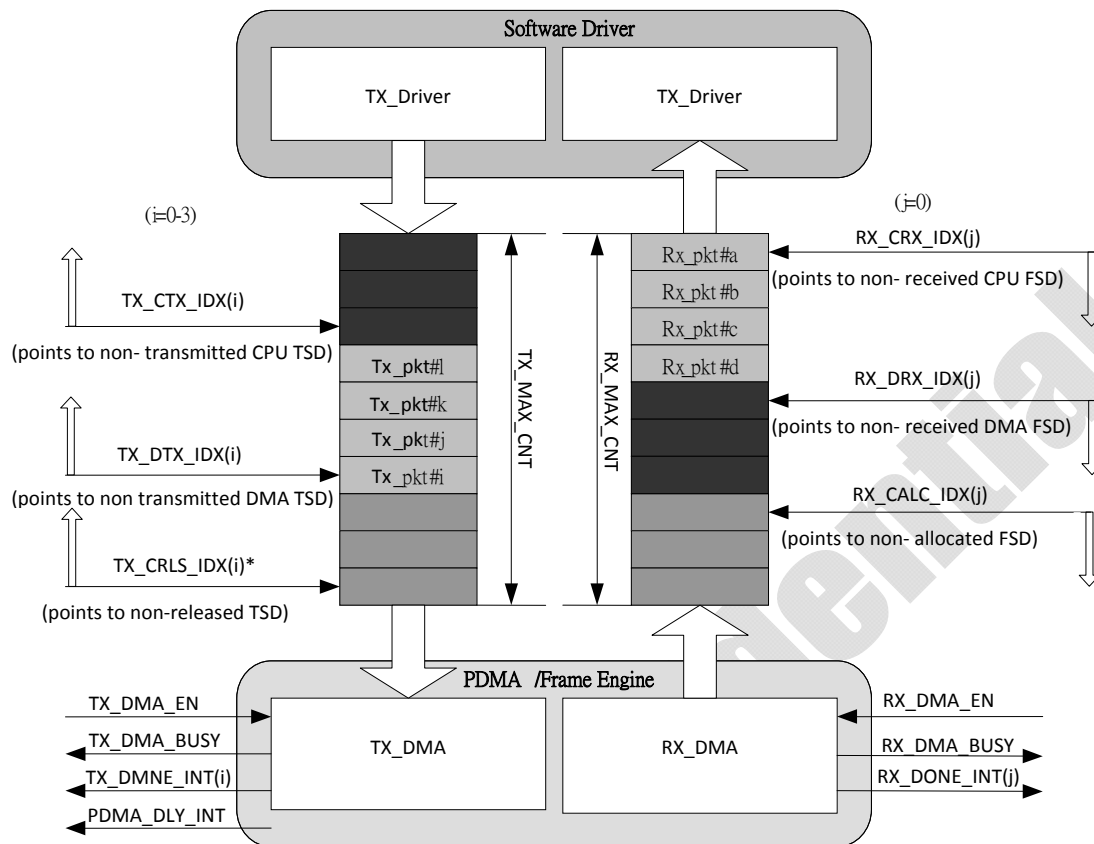 Software Driver
TX_Driver
TX_Driver
(i=0-3)
(j=0)
TX_CTX_IDX(i)
(points to non- transmitted CPU TSD)
TX_DTX_IDX(i)
(points to non transmitted DMA TSD)
TX_CRLS_IDX(i)*
(points to non-released TSD)
Tx_pkt#l
Tx_pkt#k
Tx_pkt#j
Tx_pkt#i
TX_MAX_CNT
RX_MAX_CNT
Rx_pkt#a
Rx_pkt#b
Rx_pkt#c
Rx_pkt#d
RX_CRX_IDX(j)
(points to non- received CPU FSD)
RX_DRX_IDX(j)
(points to non- received DMA FSD)
RX_CALC_IDX(j)
(points to non- allocated FSD)
PDMA /Frame Engine
TX_DMA
RX_DMA
TX_DMA_EN
TX_DMA_BUSY
TX_DMNE_INT(i)
PDMA_DLY_INT
RX_DMA_EN
RX_DMA_BUSY
RX_DONE_INT(j)